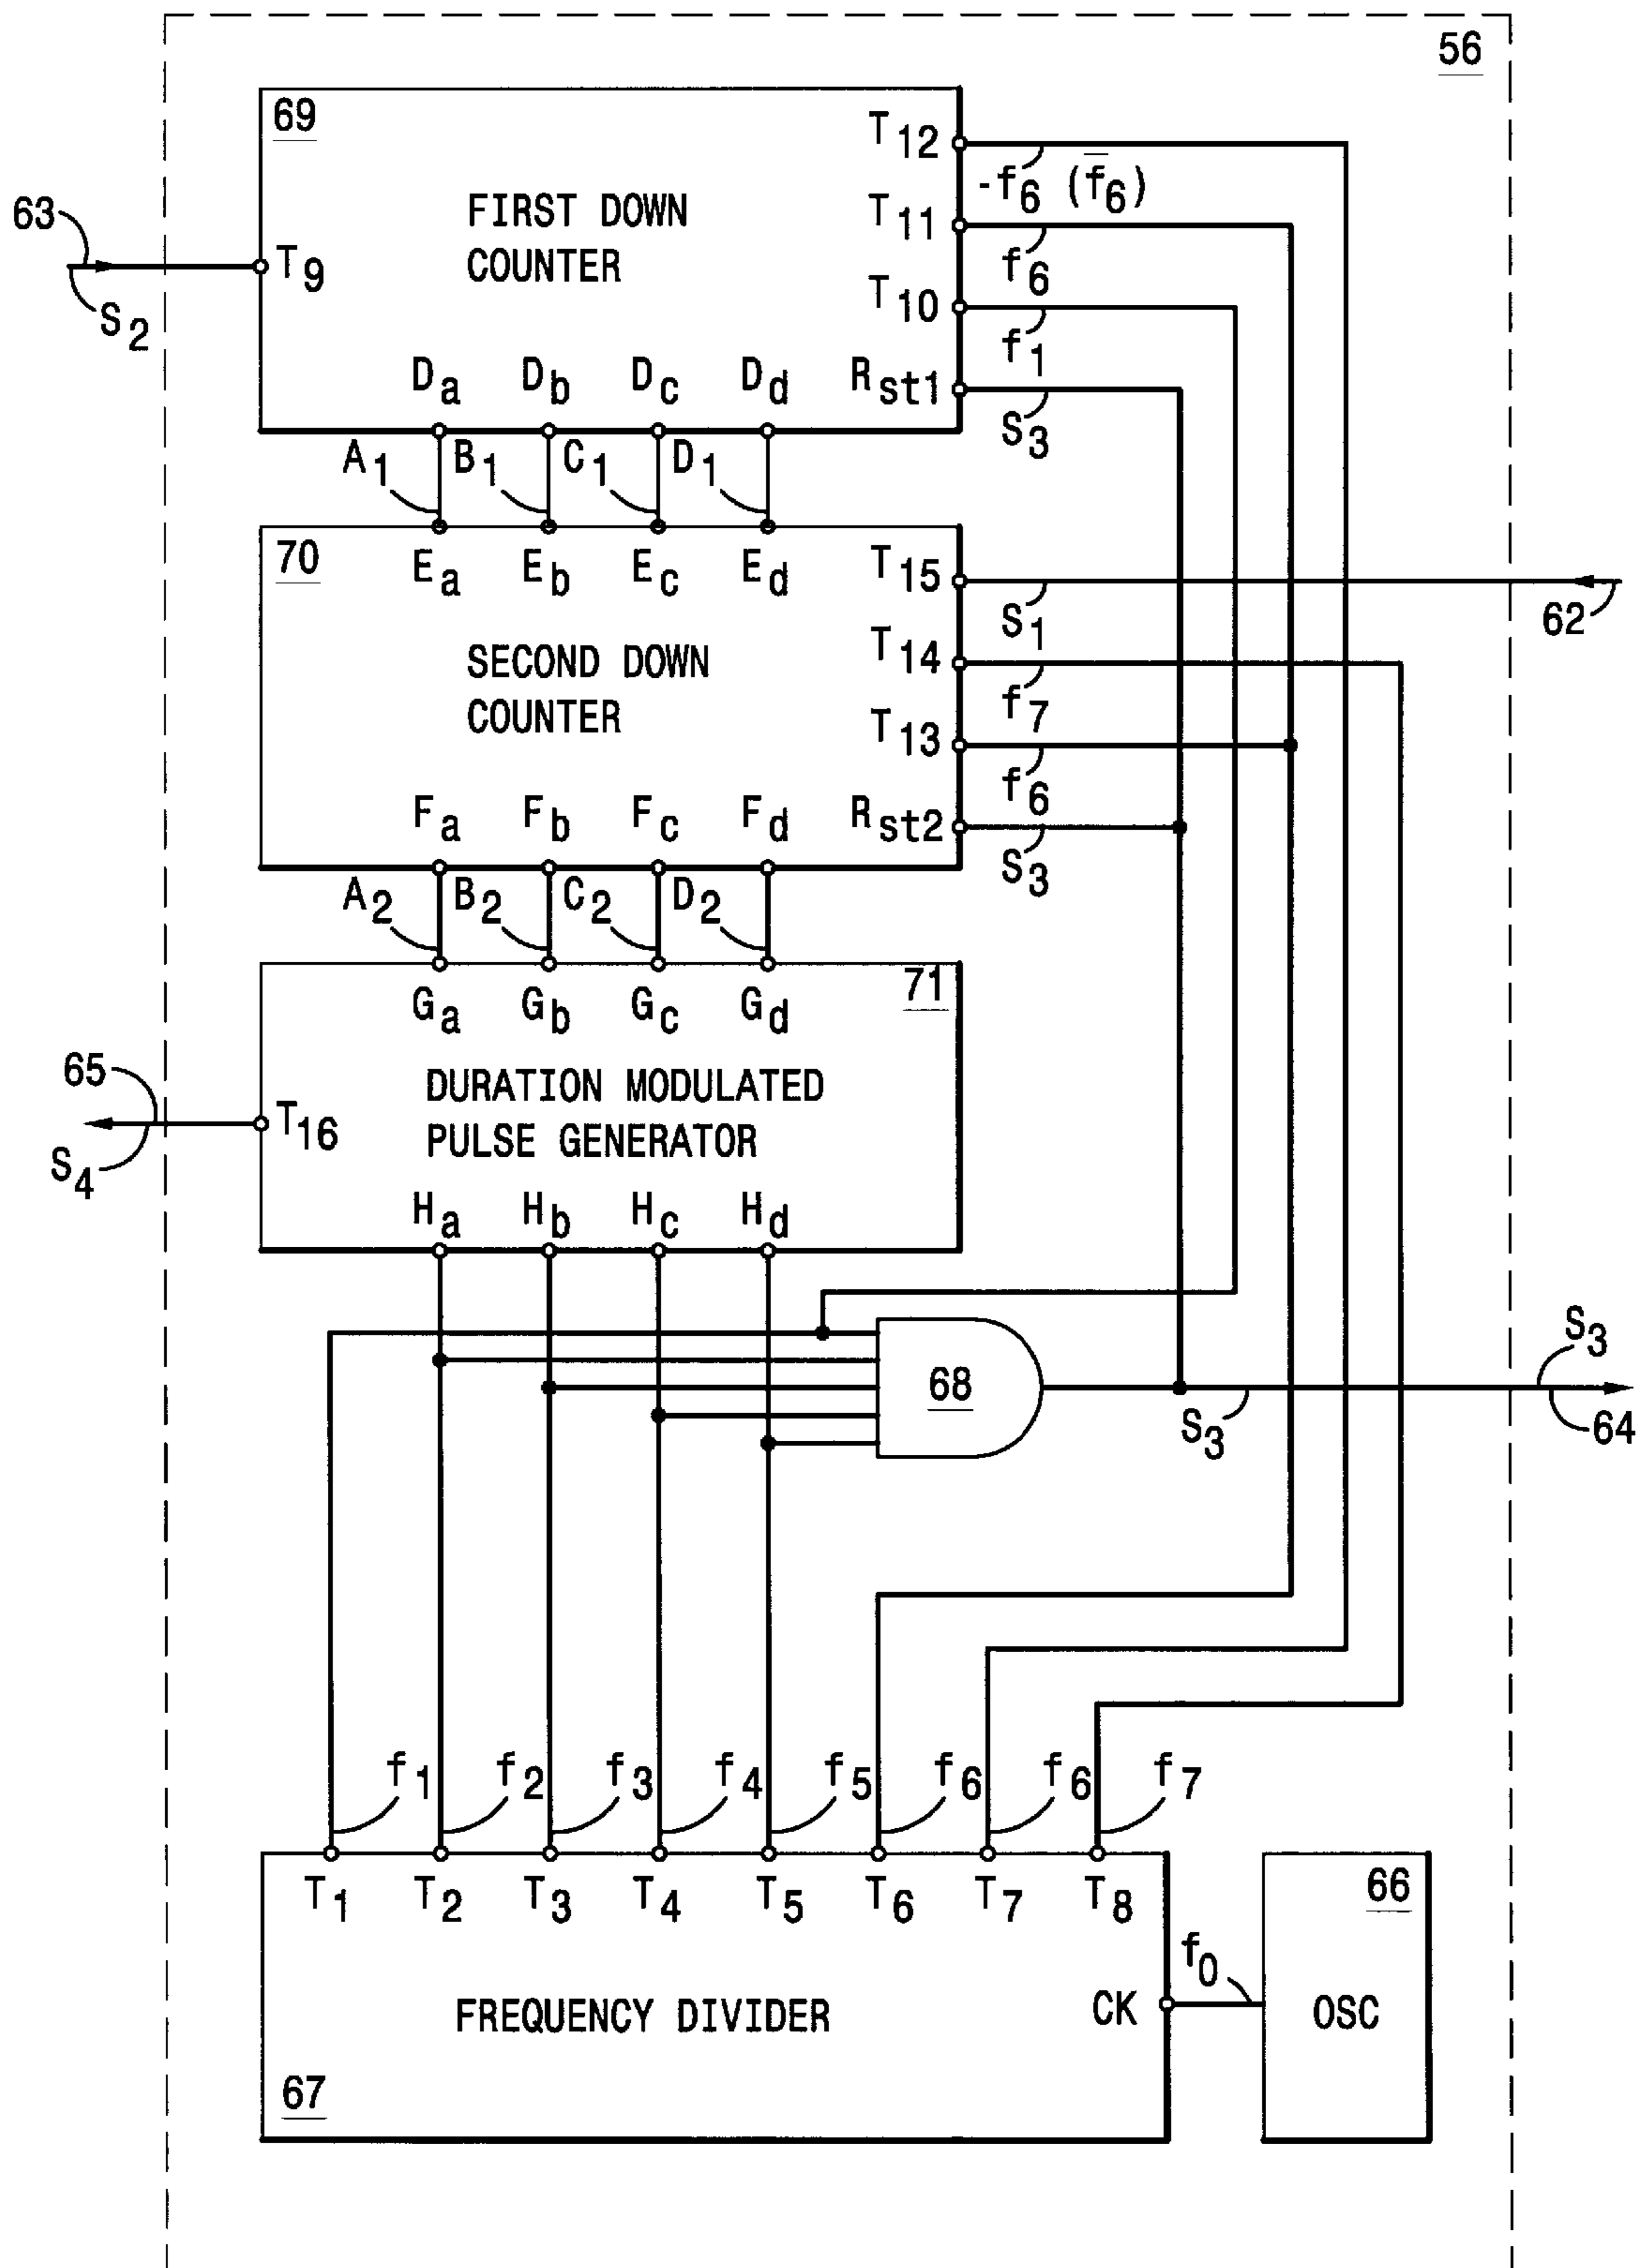 56
69
T12
-f6 (f̅6)
63
FIRST DOWN
COUNTER
T11
f6
T9
T10
f1
S2
Da Db Dc Dd Rst1
S3
A1 B1 C1 D1
70
Ea Eb Ec Ed T15
S1
62
SECOND DOWN
COUNTER
T14
f7
T13
f6
Fa Fb Fc Fd Rst2
S3
A2 B2 C2 D2
71
Ga Gb Gc Gd
65
DURATION MODULATED
PULSE GENERATOR
T16
S4
Ha Hb Hc Hd
S3
68
S3
64
f1 f2 f3 f4 f5 f6 f6 f7
T1 T2 T3 T4 T5 T6 T7 T8
66
f0
FREQUENCY DIVIDER
CK
OSC
67